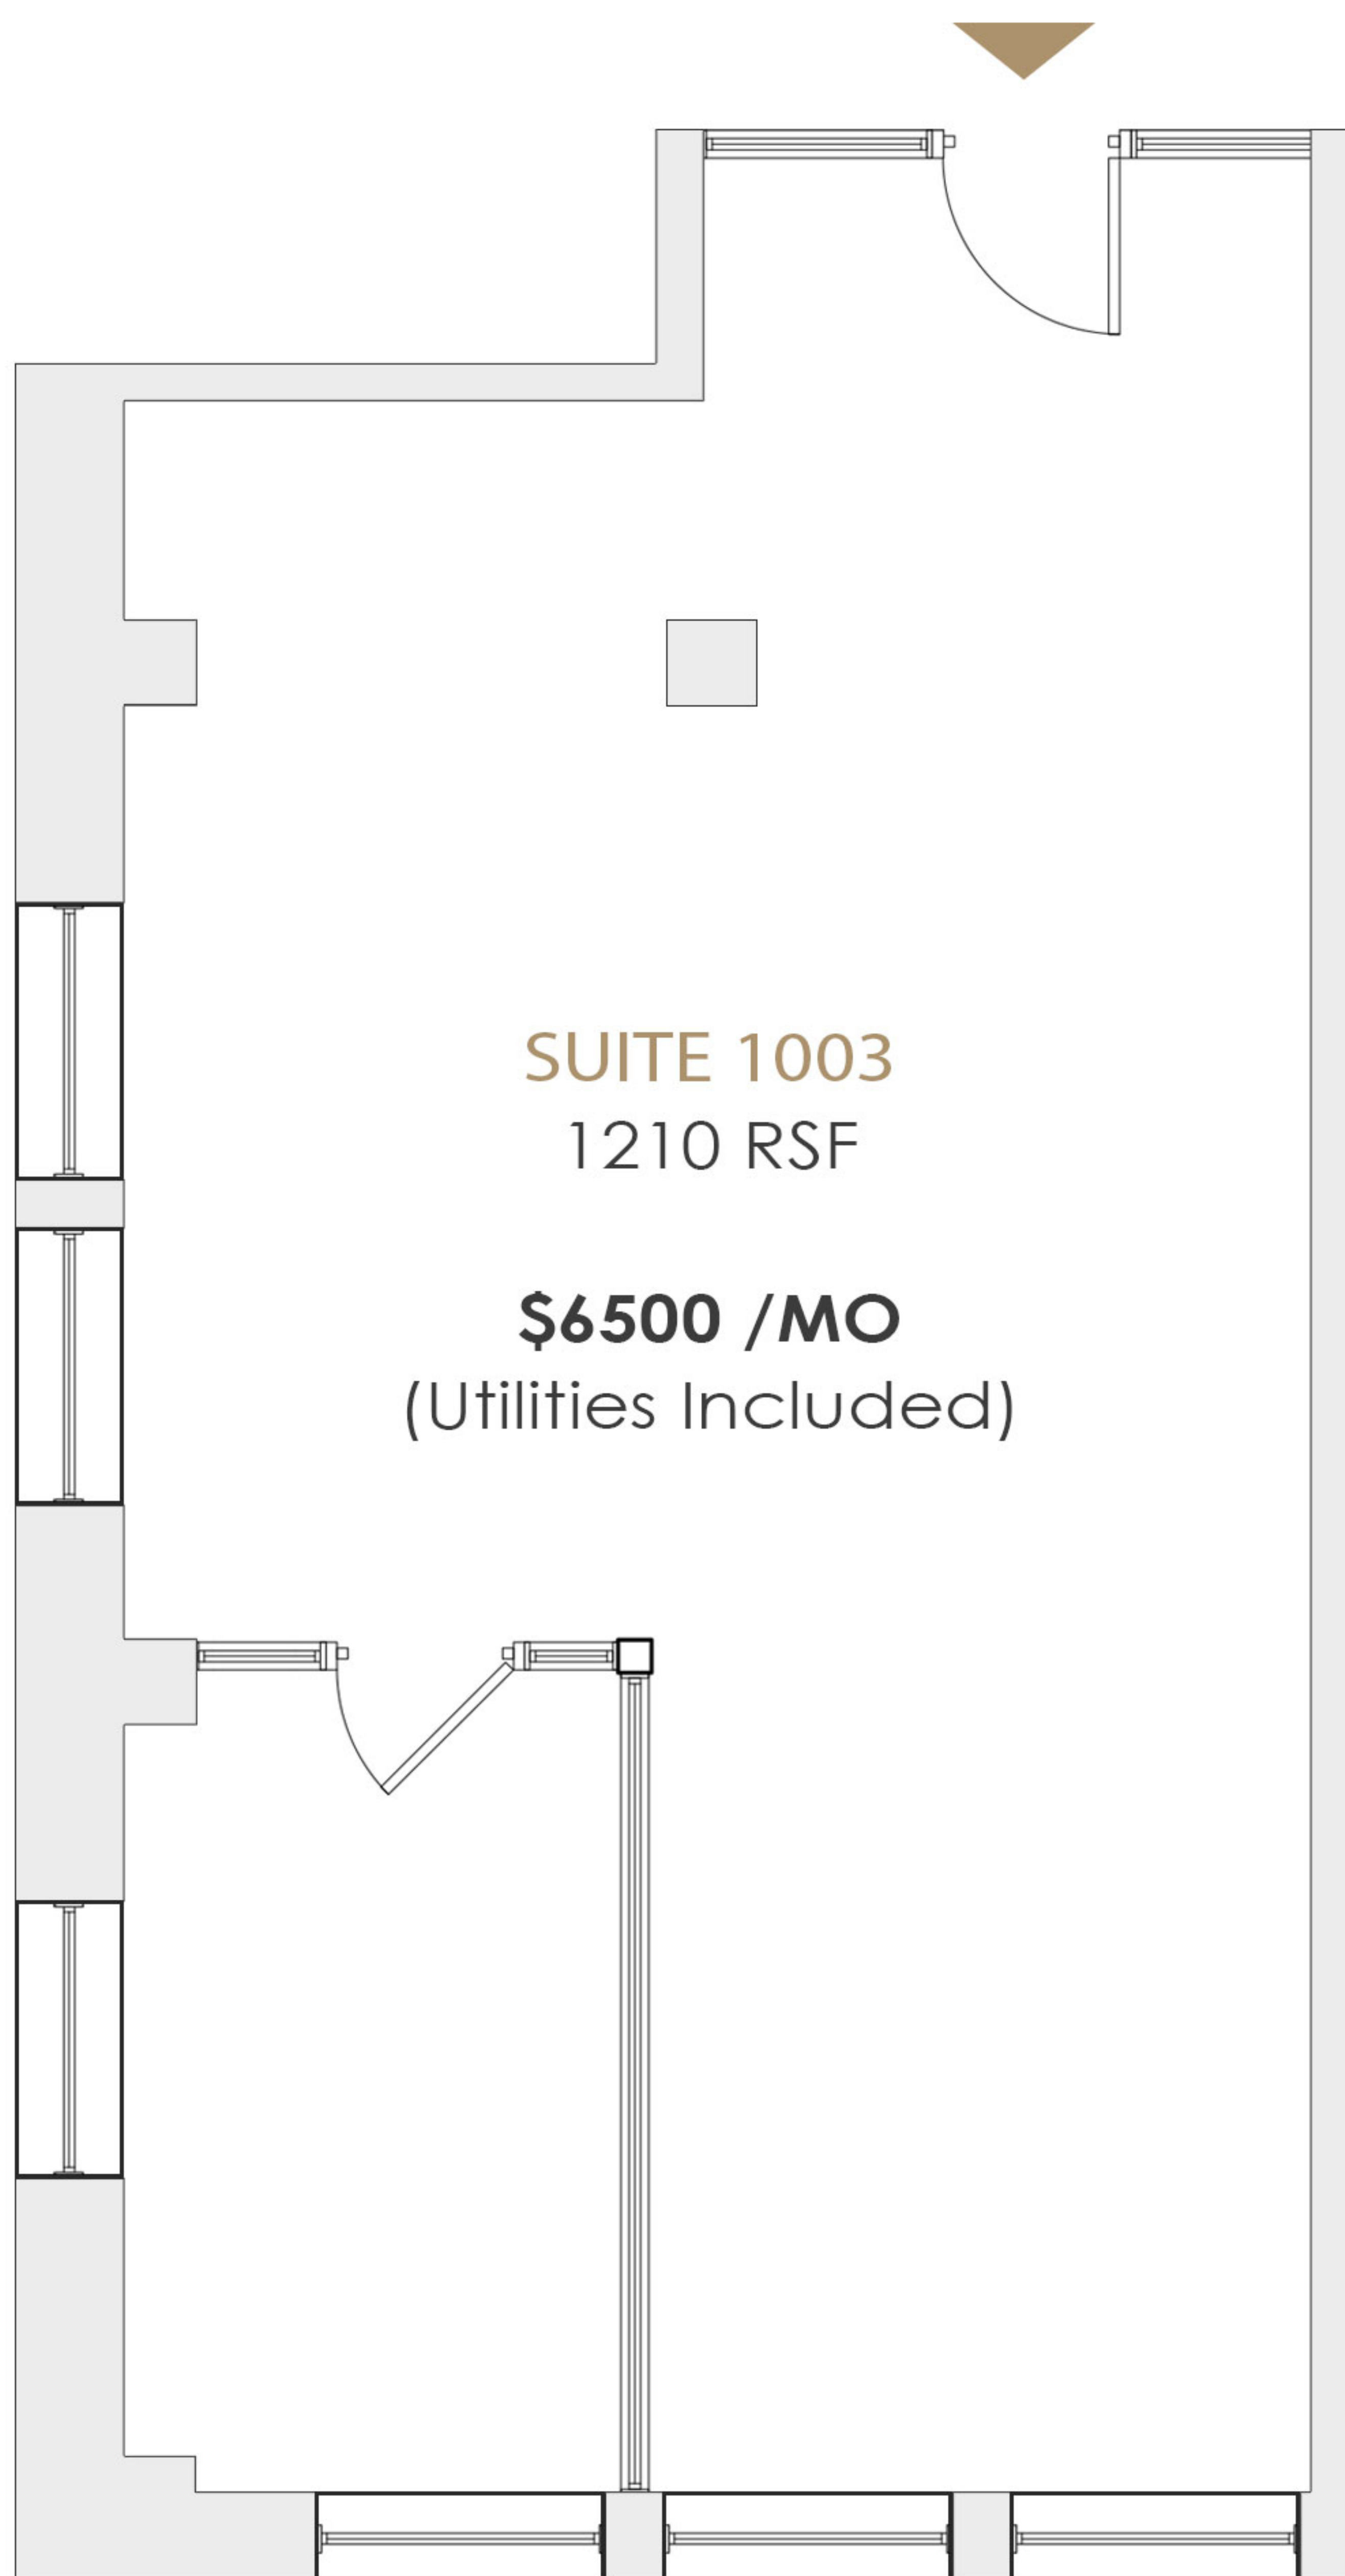 SUITE 1003
1210 RSF
$6500 /MO
(Utilities Included)